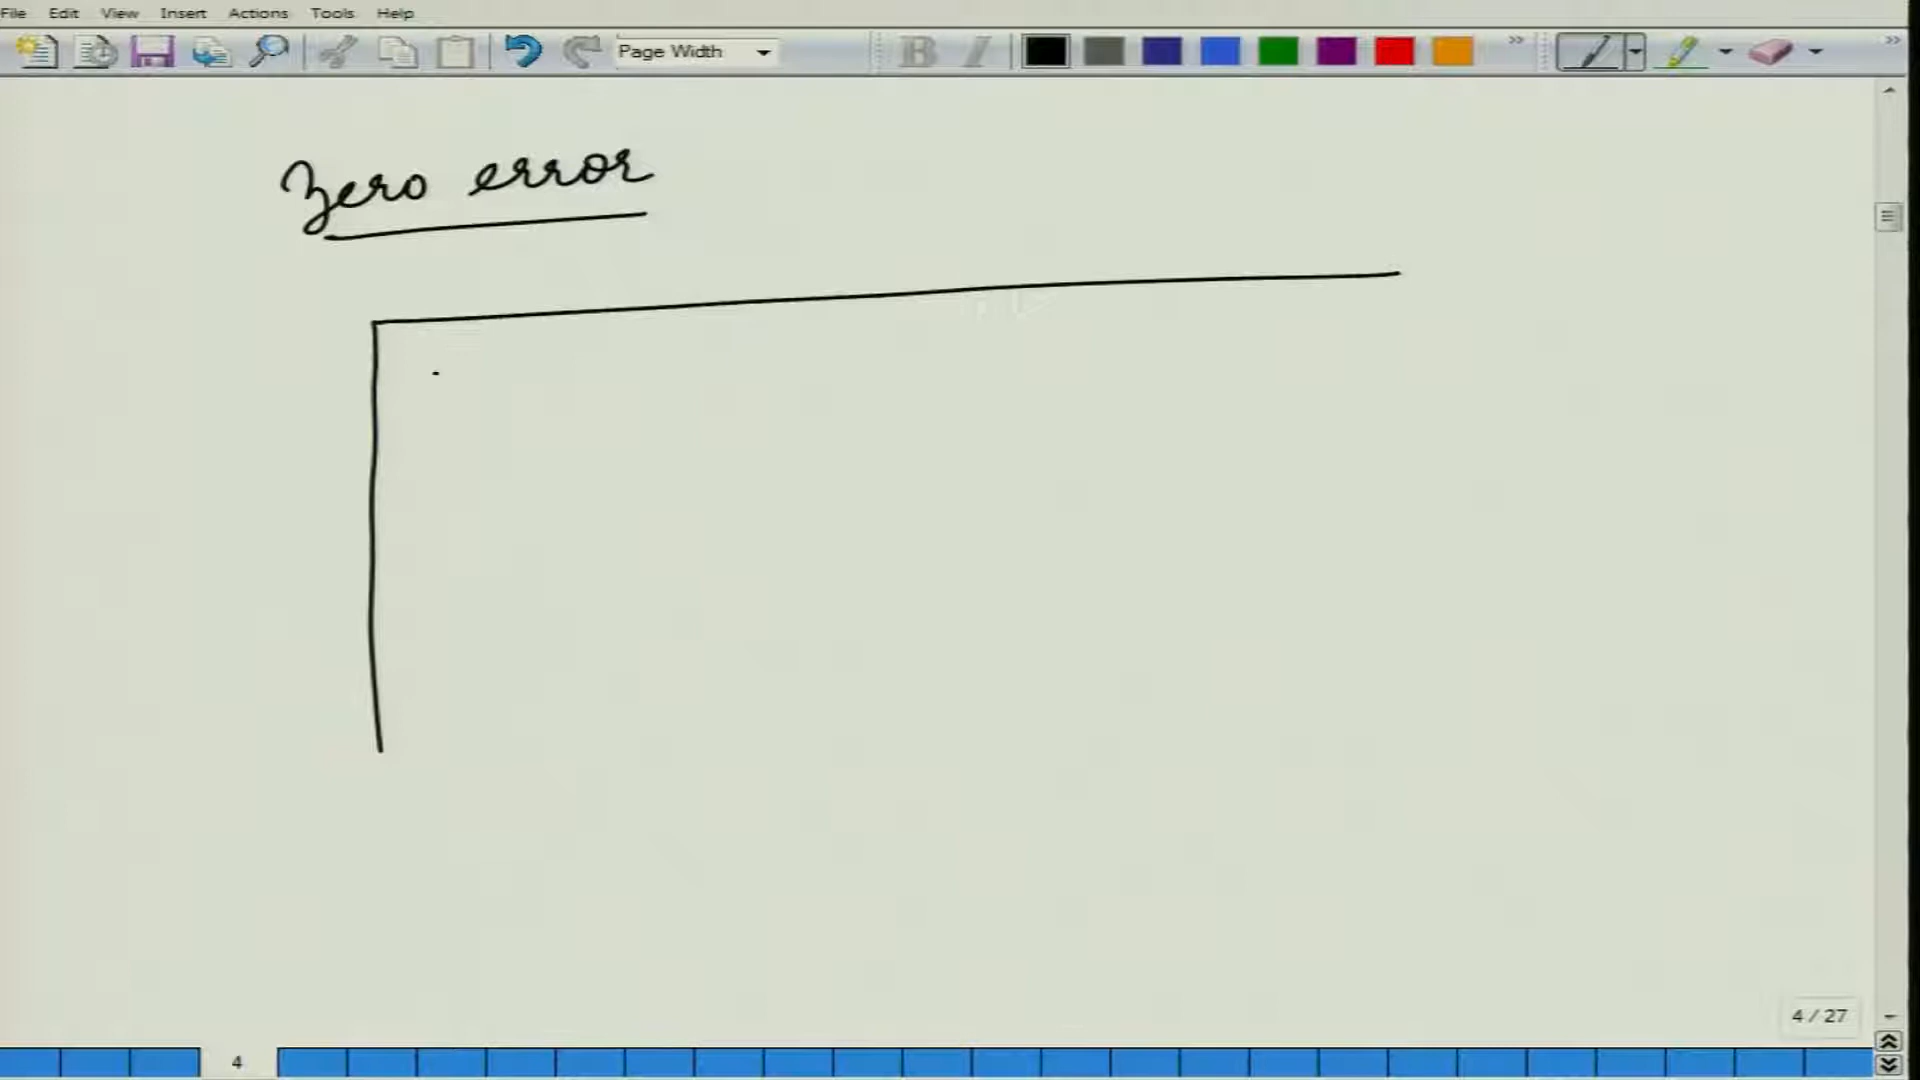 File Edit View Insert Actions Tools Help
Page Width B I
Zero error
4 / 27
4